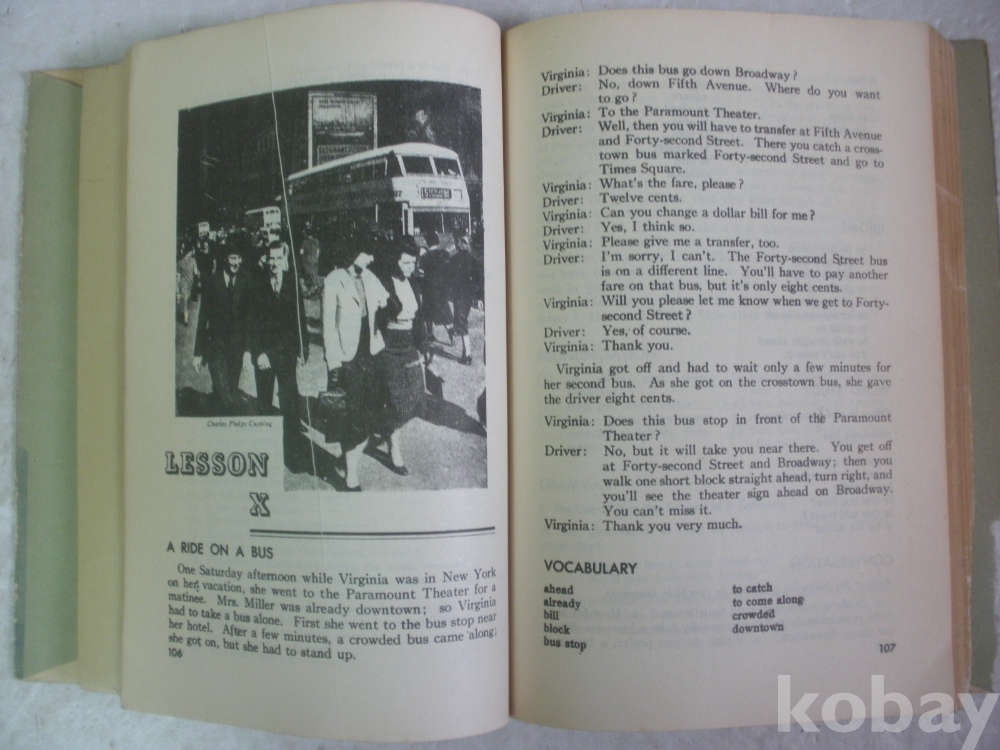 Charles Phelps Cushing
LESSON
X
A RIDE ON A BUS
One Saturday afternoon while Virginia was in New York
on her vacation, she went to the Paramount Theater for a
matinee. Mrs. Miller was already downtown; so Virginia
had to take a bus alone. First she went to the bus stop near
her hotel. After a few minutes, a crowded bus came along;
she got on, but she had to stand up.
106
Virginia: Does this bus go down Broadway?
Driver: No, down Fifth Avenue. Where do you want
to go?
Virginia: To the Paramount Theater.
Driver: Well, then you will have to transfer at Fifth Avenue
and Forty-second Street. There you catch a cross-
town bus marked Forty-second Street and go to
Times Square.
Virginia: What's the fare, please?
Driver: Twelve cents.
Virginia: Can you change a dollar bill for me?
Driver: Yes, I think so.
Virginia: Please give me a transfer, too.
Driver: I'm sorry, I can't. The Forty-second Street bus
is on a different line. You'll have to pay another
fare on that bus, but it's only eight cents.
Virginia: Will you please let me know when we get to Forty-
second Street?
Driver: Yes, of course.
Virginia: Thank you.
Virginia got off and had to wait only a few minutes for
her second bus. As she got on the crosstown bus, she gave
the driver eight cents.
Virginia: Does this bus stop in front of the Paramount
Theater?
Driver: No, but it will take you near there. You get off
at Forty-second Street and Broadway; then you
walk one short block straight ahead, turn right, and
you'll see the theater sign ahead on Broadway.
You can't miss it.
Virginia: Thank you very much.
VOCABULARY
ahead
already
bill
block
bus stop
to catch
to come along
crowded
downtown
107
kobay